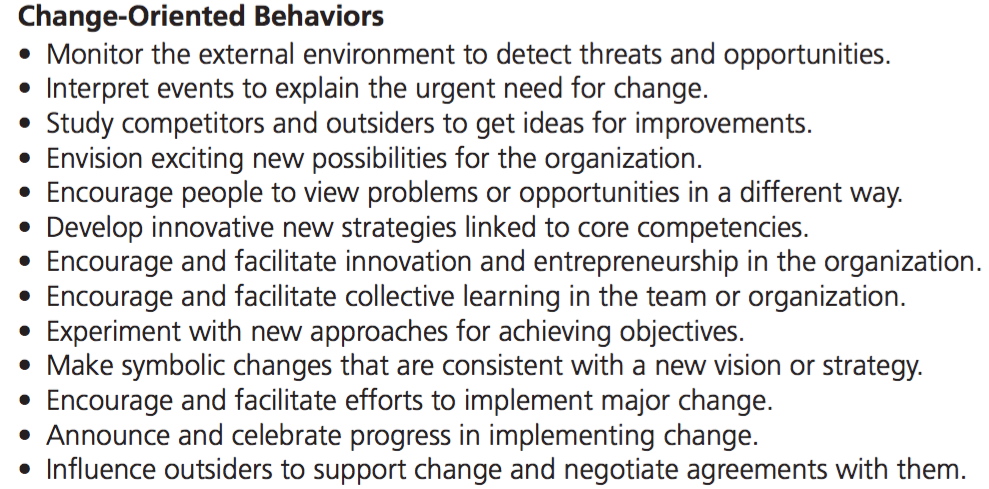 Change-Oriented Behaviors
• Monitor the external environment to detect threats and opportunities.
• Interpret events to explain the urgent need for change.
• Study competitors and outsiders to get ideas for improvements.
• Envision exciting new possibilities for the organization.
• Encourage people to view problems or opportunities in a different way.
• Develop innovative new strategies linked to core competencies.
• Encourage and facilitate innovation and entrepreneurship in the organization.
• Encourage and facilitate collective learning in the team or organization.
• Experiment with new approaches for achieving objectives.
• Make symbolic changes that are consistent with a new vision or strategy.
• Encourage and facilitate efforts to implement major change.
• Announce and celebrate progress in implementing change.
• Influence outsiders to support change and negotiate agreements with them.